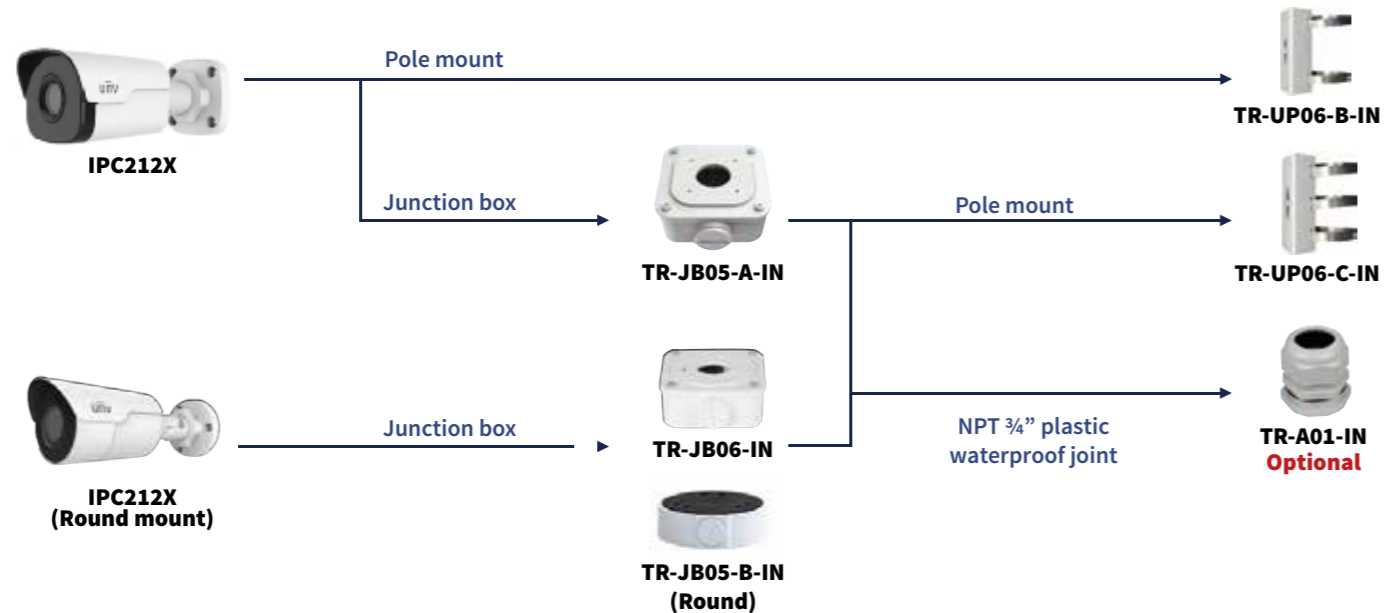 Pole mount
unv
TR-UP06-B-IN
IPC212X
Junction box
Pole mount
TR-JB05-A-IN
TR-UP06-C-IN
unv
Junction box
TR-JB06-IN
NPT ¾” plastic
waterproof joint
TR-A01-IN
Optional
IPC212X
(Round mount)
TR-JB05-B-IN
(Round)